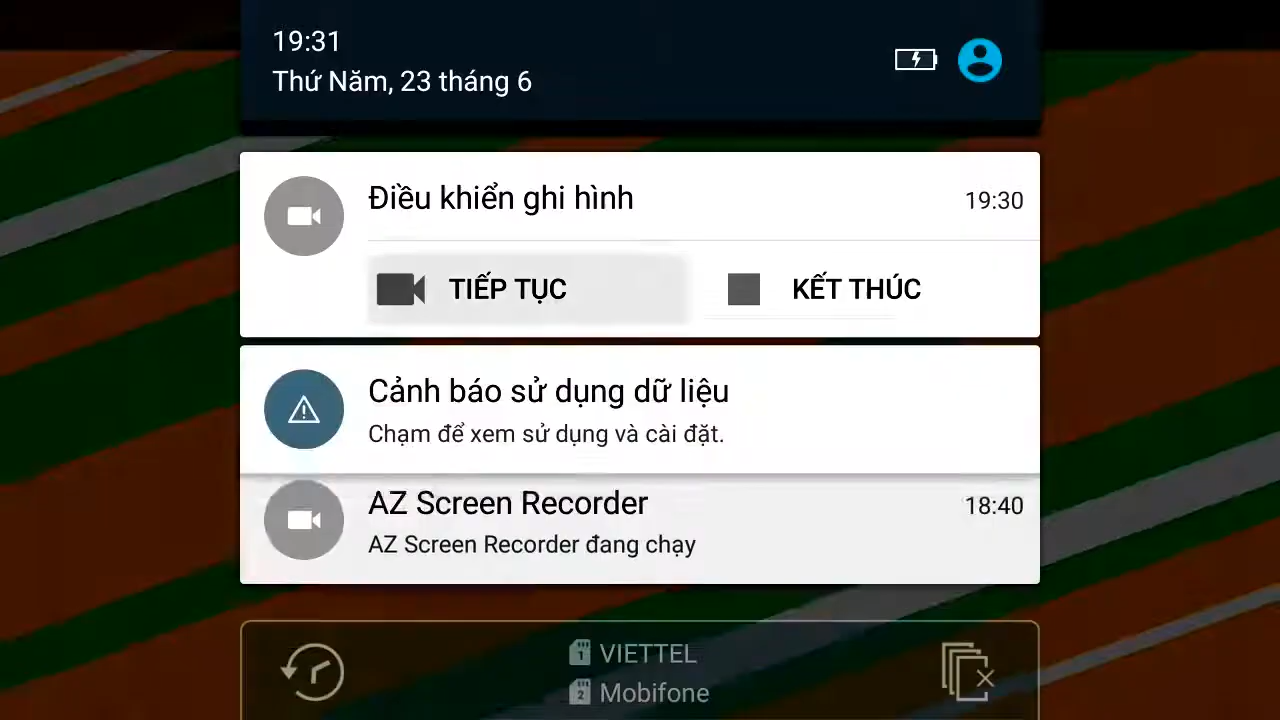 19:31
Thứ Năm, 23 tháng 6
Điều khiển ghi hình
19:30
TIẾP TỤC
KẾT THÚC
Cảnh báo sử dụng dữ liệu
Chạm để xem sử dụng và cài đặt.
AZ Screen Recorder
18:40
AZ Screen Recorder đang chạy
1 VIETTEL
2 Mobifone